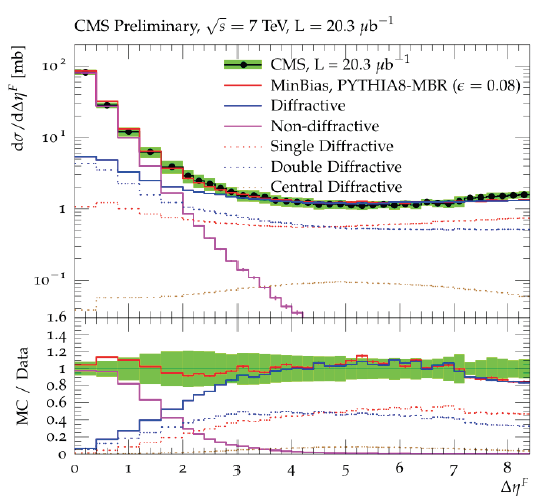 CMS Preliminary, √s = 7 TeV, L = 20.3 μb⁻¹
dσ/dΔη^F [mb]
10²
10¹
1
10⁻¹
CMS, L = 20.3 μb⁻¹
MinBias, PYTHIA8-MBR (ϵ = 0.08)
Diffractive
Non-diffractive
Single Diffractive
Double Diffractive
Central Diffractive
MC / Data
1.6
1.4
1.2
1.0
0.8
0.6
0.4
0.2
0
0 1 2 3 4 5 6 7 8
Δη^F